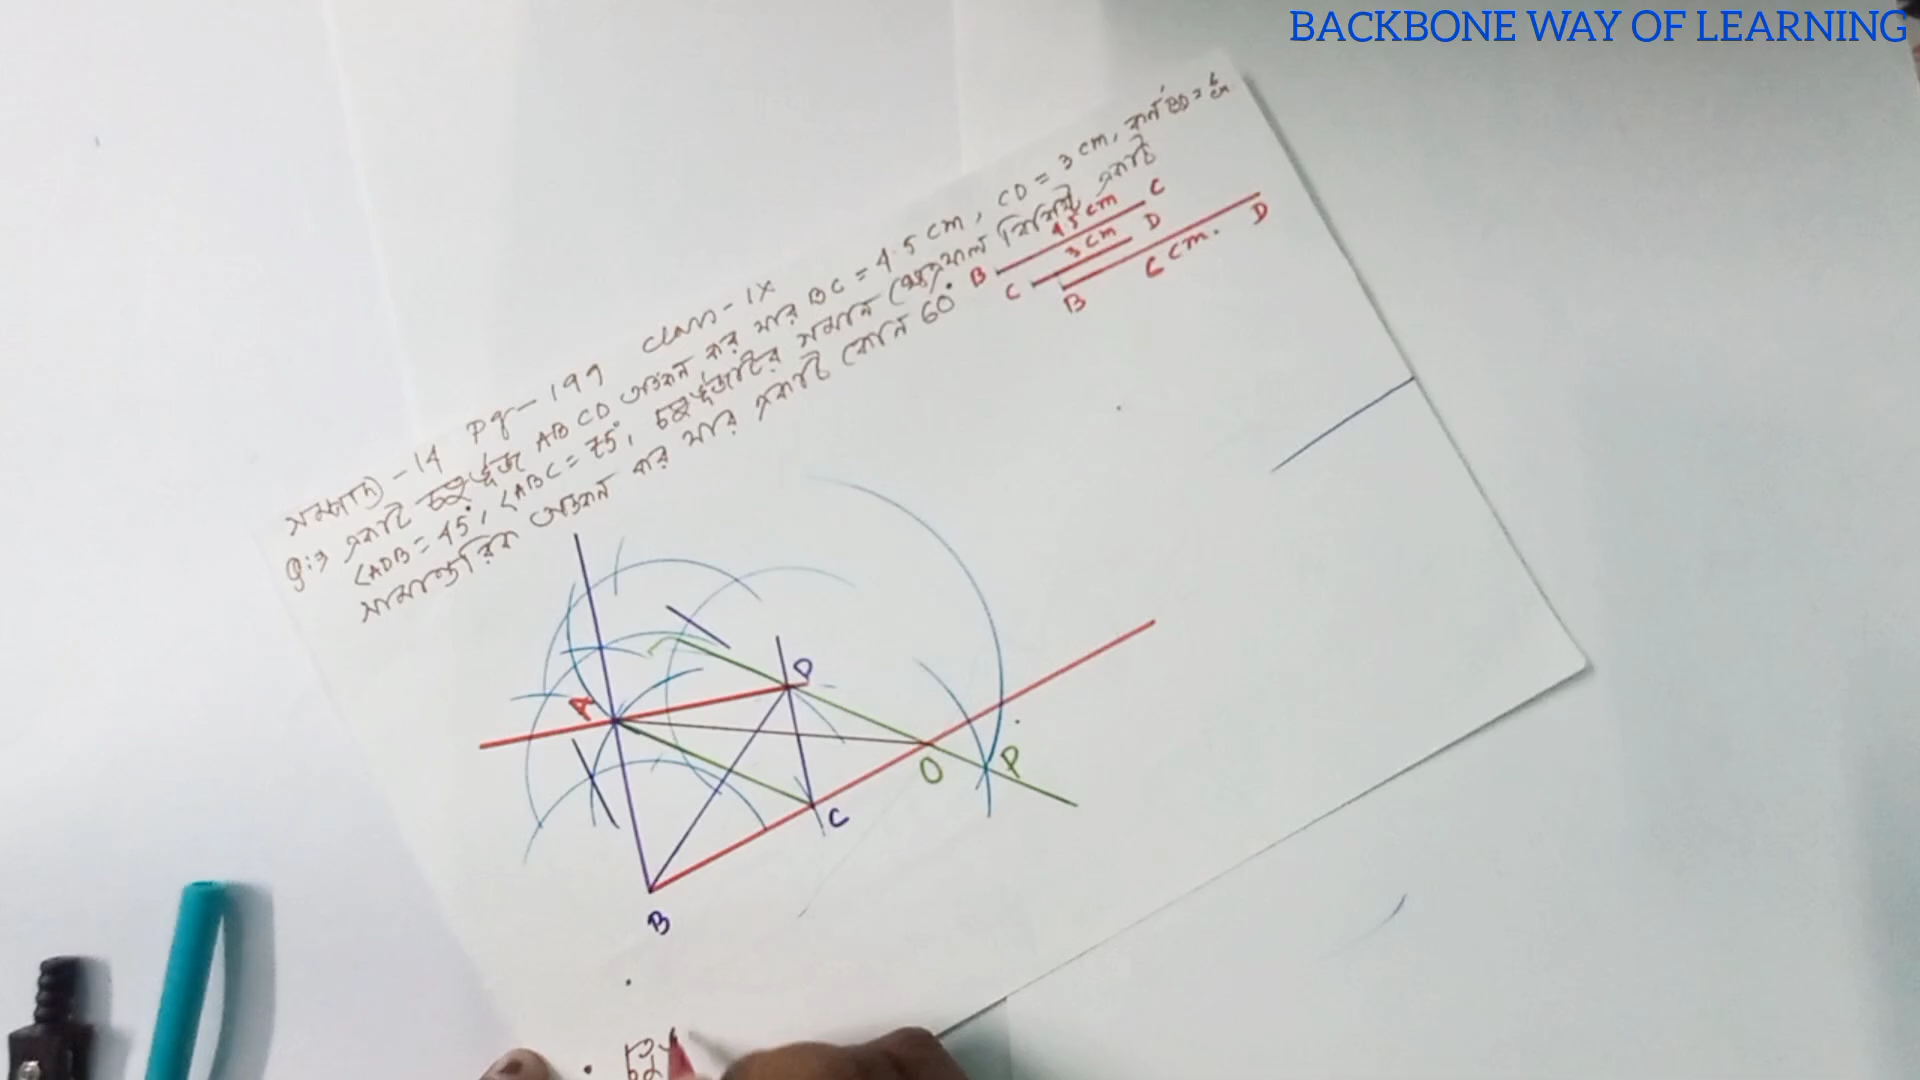 BACKBONE WAY OF LEARNING
সম্পাদ্য - 14 Pg - 199 Class - IX
Q:3 একটি চতুর্ভুজ ABCD অঙ্কন কর যার BC = 4.5 cm, CD = 3 cm, কর্ণ BD = 6 cm
∠ADB = 45°, ∠ABC = 75°, চতুর্ভুজটির সমান ক্ষেত্রফল বিশিষ্ট একটি
সামান্তরিক অঙ্কন কর যার একটি কোন 60°
B 4.5 cm C
C 3 cm D
B 6 cm. D
A
D
O
P
C
B